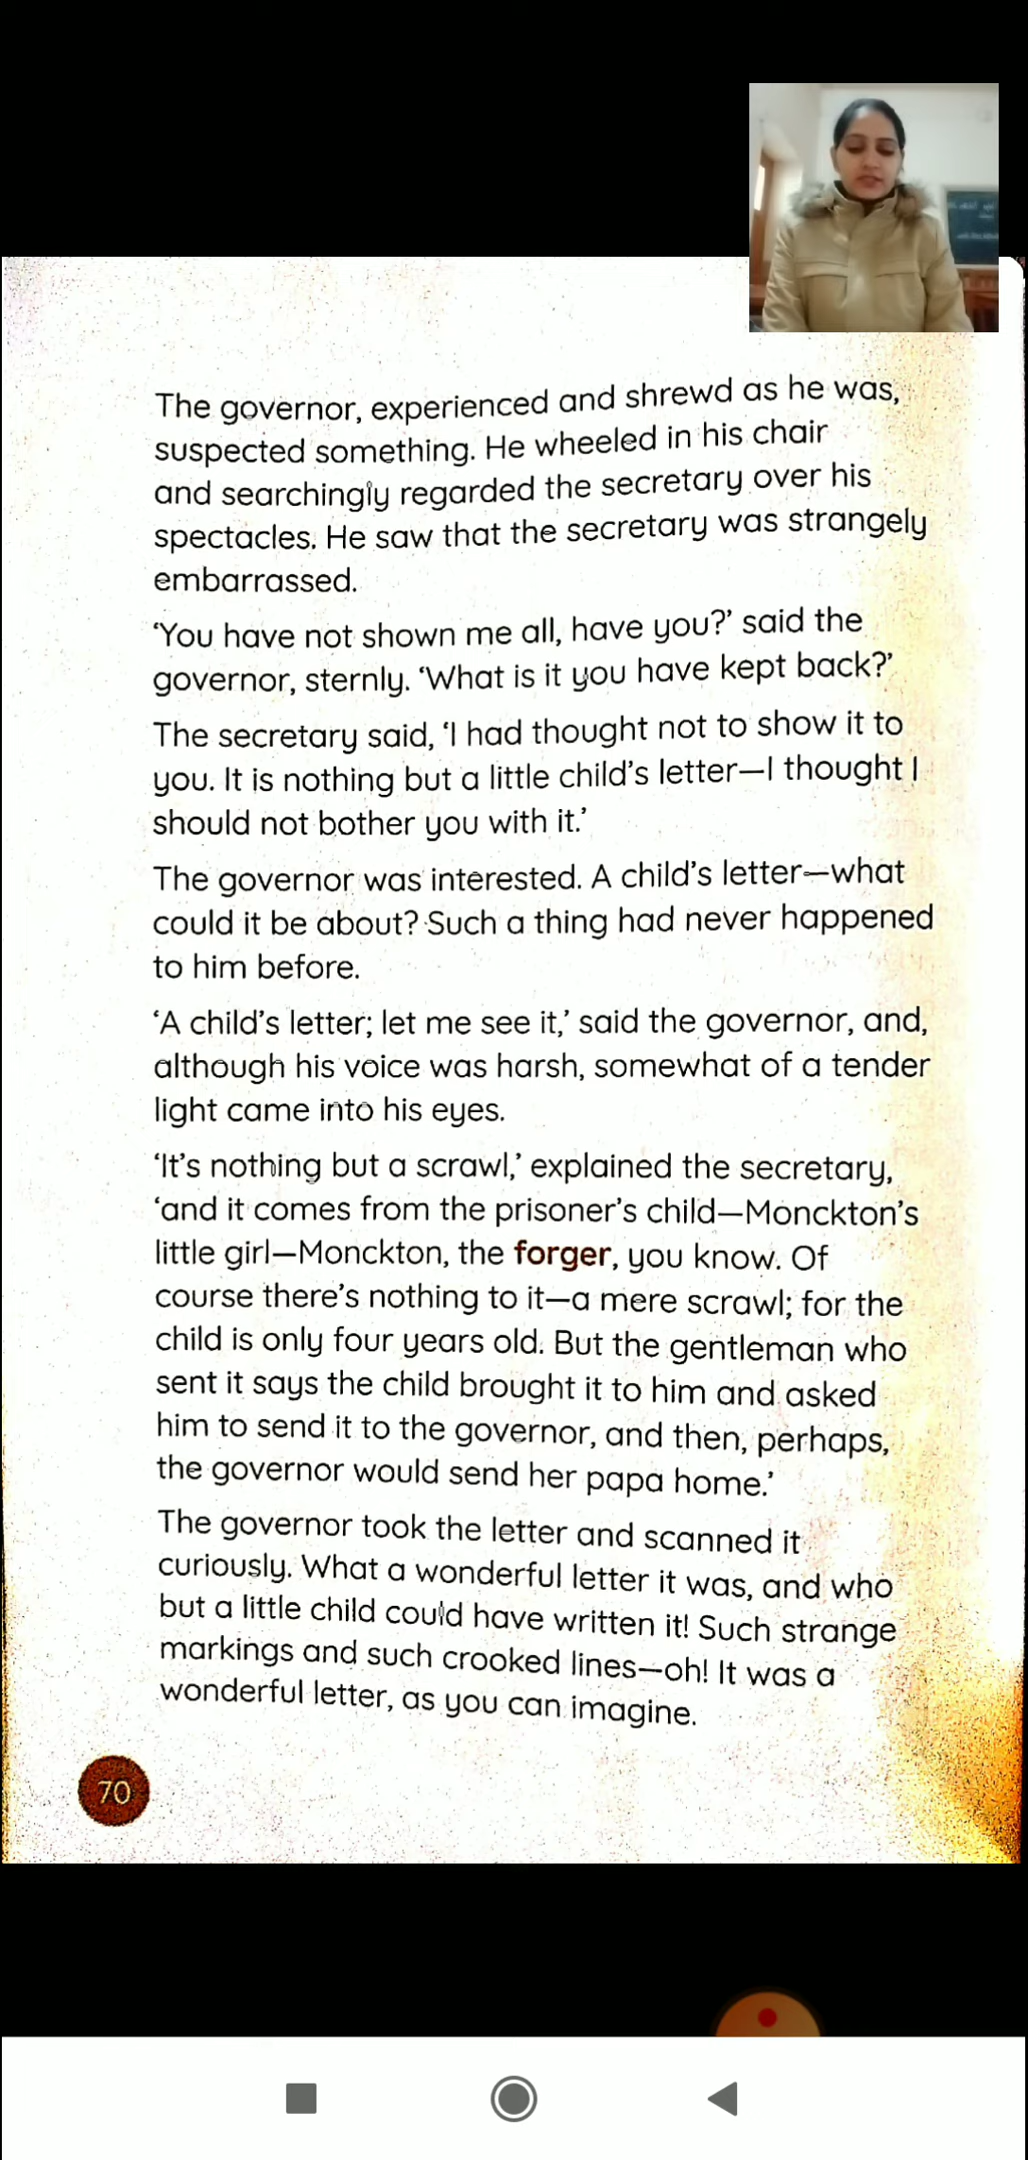 The governor, experienced and shrewd as he was,
suspected something. He wheeled in his chair
and searchingly regarded the secretary over his
spectacles. He saw that the secretary was strangely
embarrassed.
‘You have not shown me all, have you?’ said the
governor, sternly. ‘What is it you have kept back?’
The secretary said, ‘I had thought not to show it to
you. It is nothing but a little child’s letter—I thought I
should not bother you with it.’
The governor was interested. A child’s letter—what
could it be about? Such a thing had never happened
to him before.
‘A child’s letter; let me see it,’ said the governor, and,
although his voice was harsh, somewhat of a tender
light came into his eyes.
‘It’s nothing but a scrawl,’ explained the secretary,
‘and it comes from the prisoner’s child—Monckton’s
little girl—Monckton, the forger, you know. Of
course there’s nothing to it—a mere scrawl; for the
child is only four years old. But the gentleman who
sent it says the child brought it to him and asked
him to send it to the governor, and then, perhaps,
the governor would send her papa home.’
The governor took the letter and scanned it
curiously. What a wonderful letter it was, and who
but a little child could have written it! Such strange
markings and such crooked lines—oh! It was a
wonderful letter, as you can imagine.
70